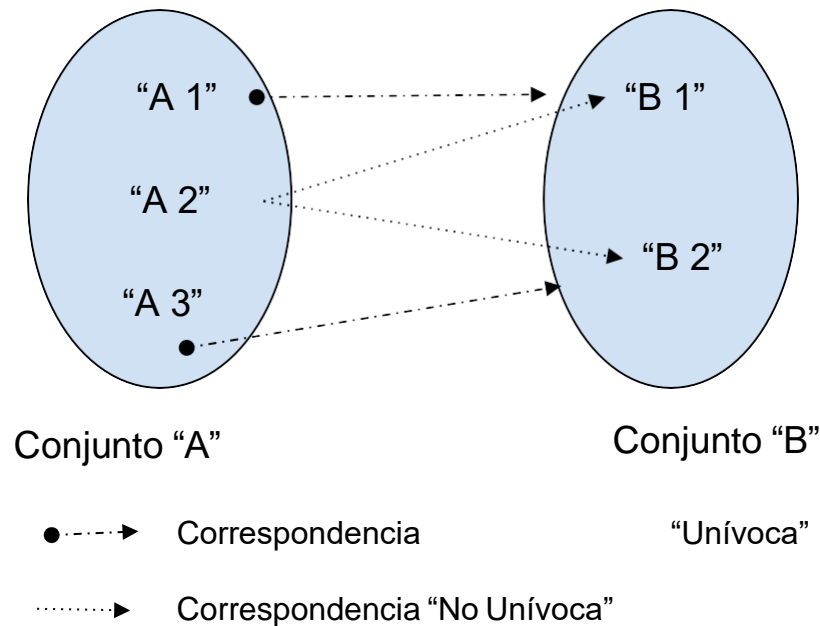 “A 1”
“B 1”
“A 2”
“B 2”
“A 3”
Conjunto “A”
Conjunto “B”
Correspondencia “Unívoca”
Correspondencia “No Unívoca”